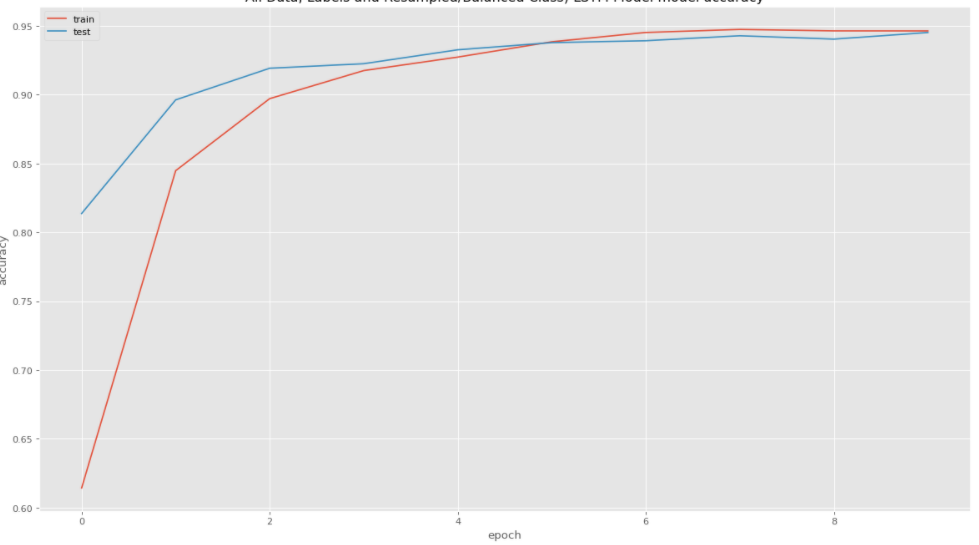 All Data, Labels and Resampled/Balanced Class/ LSTM Model model accuracy
train
test
0.95
0.90
0.85
0.80
0.75
0.70
0.65
0.60
accuracy
0
2
4
6
8
epoch